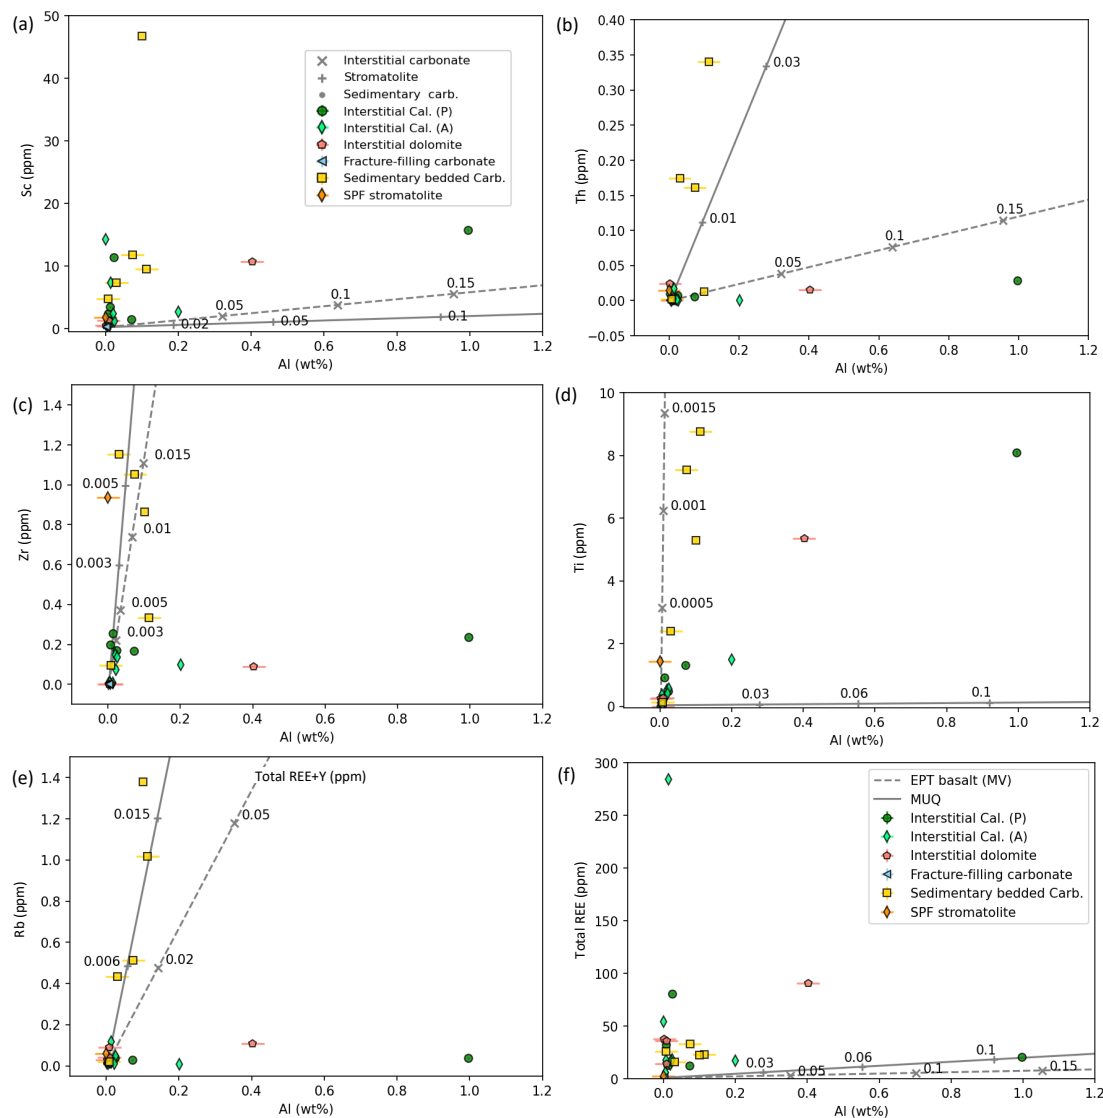 (a)
50
40
30
20
10
0
Sc (ppm)
Interstitial carbonate
Stromatolite
Sedimentary carb.
Interstitial Cal. (P)
Interstitial Cal. (A)
Interstitial dolomite
Fracture-filling carbonate
Sedimentary bedded Carb.
SPF stromatolite
0.02
0.05
0.05
0.1
0.1
0.15
0.0 0.2 0.4 0.6 0.8 1.0 1.2
Al (wt%)
(b)
0.40
0.35
0.30
0.25
0.20
0.15
0.10
0.05
0.00
−0.05
Th (ppm)
0.03
0.01
0.05
0.1
0.15
0.0 0.2 0.4 0.6 0.8 1.0 1.2
Al (wt%)
(c)
1.4
1.2
1.0
0.8
0.6
0.4
0.2
0.0
Zr (ppm)
0.015
0.005
0.01
0.003
0.005
0.003
0.0 0.2 0.4 0.6 0.8 1.0 1.2
Al (wt%)
(d)
10
8
6
4
2
0
Ti (ppm)
0.0015
0.001
0.0005
0.03
0.06
0.1
0.0 0.2 0.4 0.6 0.8 1.0 1.2
Al (wt%)
(e)
1.4
1.2
1.0
0.8
0.6
0.4
0.2
0.0
Rb (ppm)
Total REE+Y (ppm)
0.015
0.05
0.006
0.02
0.0 0.2 0.4 0.6 0.8 1.0 1.2
Al (wt%)
(f)
300
250
200
150
100
50
0
Total REE (ppm)
EPT basalt (MV)
MUQ
Interstitial Cal. (P)
Interstitial Cal. (A)
Interstitial dolomite
Fracture-filling carbonate
Sedimentary bedded Carb.
SPF stromatolite
0.03
0.06
0.1
0.05
0.1
0.15
0.0 0.2 0.4 0.6 0.8 1.0 1.2
Al (wt%)